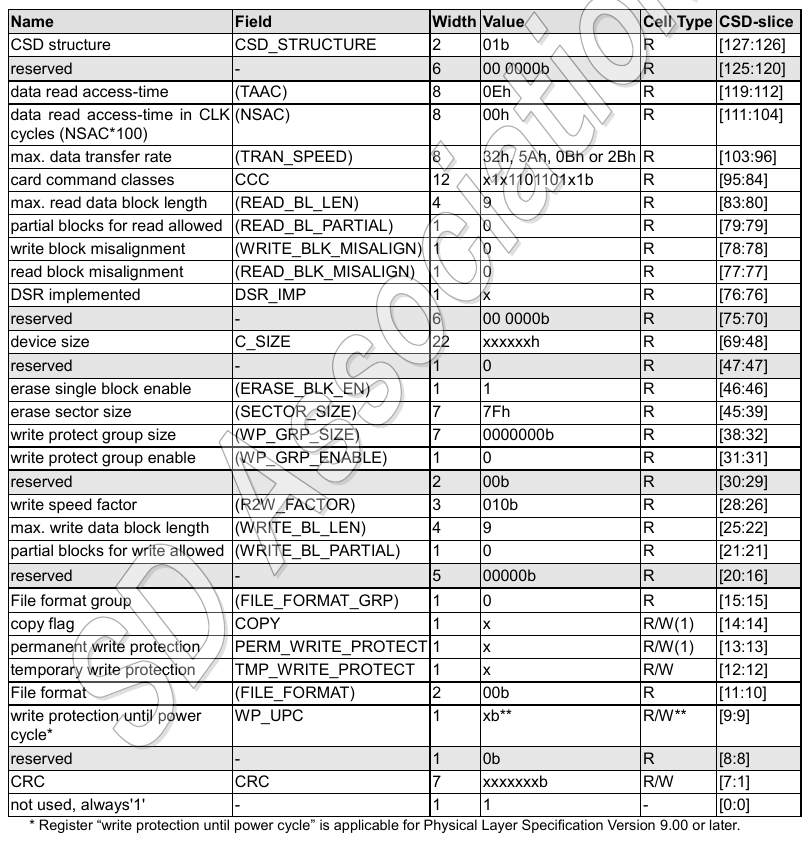 Name Field Width Value Cell Type CSD-slice
CSD structure CSD_STRUCTURE 2 01b R [127:126]
reserved - 6 00 0000b R [125:120]
data read access-time (TAAC) 8 0Eh R [119:112]
data read access-time in CLK (NSAC) 8 00h R [111:104]
cycles (NSAC*100)
max. data transfer rate (TRAN_SPEED) 8 32h, 5Ah, 0Bh or 2Bh R [103:96]
card command classes CCC 12 x1x1101101x1b R [95:84]
max. read data block length (READ_BL_LEN) 4 9 R [83:80]
partial blocks for read allowed (READ_BL_PARTIAL) 1 0 R [79:79]
write block misalignment (WRITE_BLK_MISALIGN) 1 0 R [78:78]
read block misalignment (READ_BLK_MISALIGN) 1 0 R [77:77]
DSR implemented DSR_IMP 1 x R [76:76]
reserved - 6 00 0000b R [75:70]
device size C_SIZE 22 xxxxxxh R [69:48]
reserved - 1 0 R [47:47]
erase single block enable (ERASE_BLK_EN) 1 1 R [46:46]
erase sector size (SECTOR_SIZE) 7 7Fh R [45:39]
write protect group size (WP_GRP_SIZE) 7 0000000b R [38:32]
write protect group enable (WP_GRP_ENABLE) 1 0 R [31:31]
reserved 2 00b R [30:29]
write speed factor (R2W_FACTOR) 3 010b R [28:26]
max. write data block length (WRITE_BL_LEN) 4 9 R [25:22]
partial blocks for write allowed (WRITE_BL_PARTIAL) 1 0 R [21:21]
reserved - 5 00000b R [20:16]
File format group (FILE_FORMAT_GRP) 1 0 R [15:15]
copy flag COPY 1 x R/W(1) [14:14]
permanent write protection PERM_WRITE_PROTECT 1 x R/W(1) [13:13]
temporary write protection TMP_WRITE_PROTECT 1 x R/W [12:12]
File format (FILE_FORMAT) 2 00b R [11:10]
write protection until power WP_UPC 1 xb** R/W** [9:9]
cycle*
reserved - 1 0b R [8:8]
CRC CRC 7 xxxxxxxb R/W [7:1]
not used, always'1' - 1 1 - [0:0]
* Register “write protection until power cycle” is applicable for Physical Layer Specification Version 9.00 or later.
SD Association